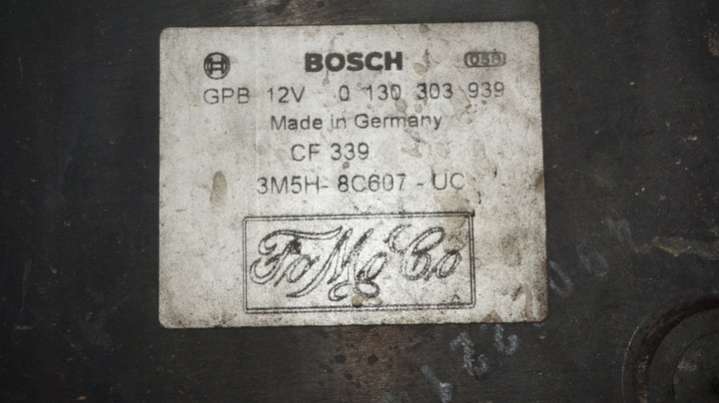 BOSCH
GPB 12V 0 130 303 939
Made in Germany
CF 339
3M5H- 8C607 - UC
FoMoCo